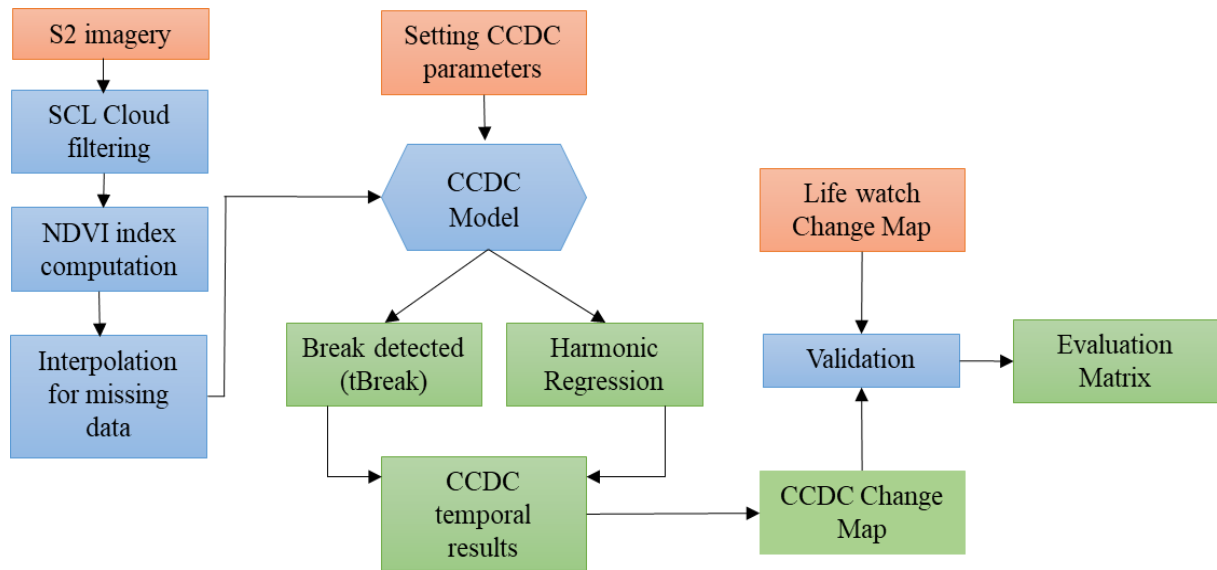 S2 imagery
SCL Cloud
filtering
NDVI index
computation
Interpolation
for missing
data
Setting CCDC
parameters
CCDC
Model
Break detected
(tBreak)
Harmonic
Regression
CCDC
temporal
results
Life watch
Change Map
Validation
CCDC Change
Map
Evaluation
Matrix